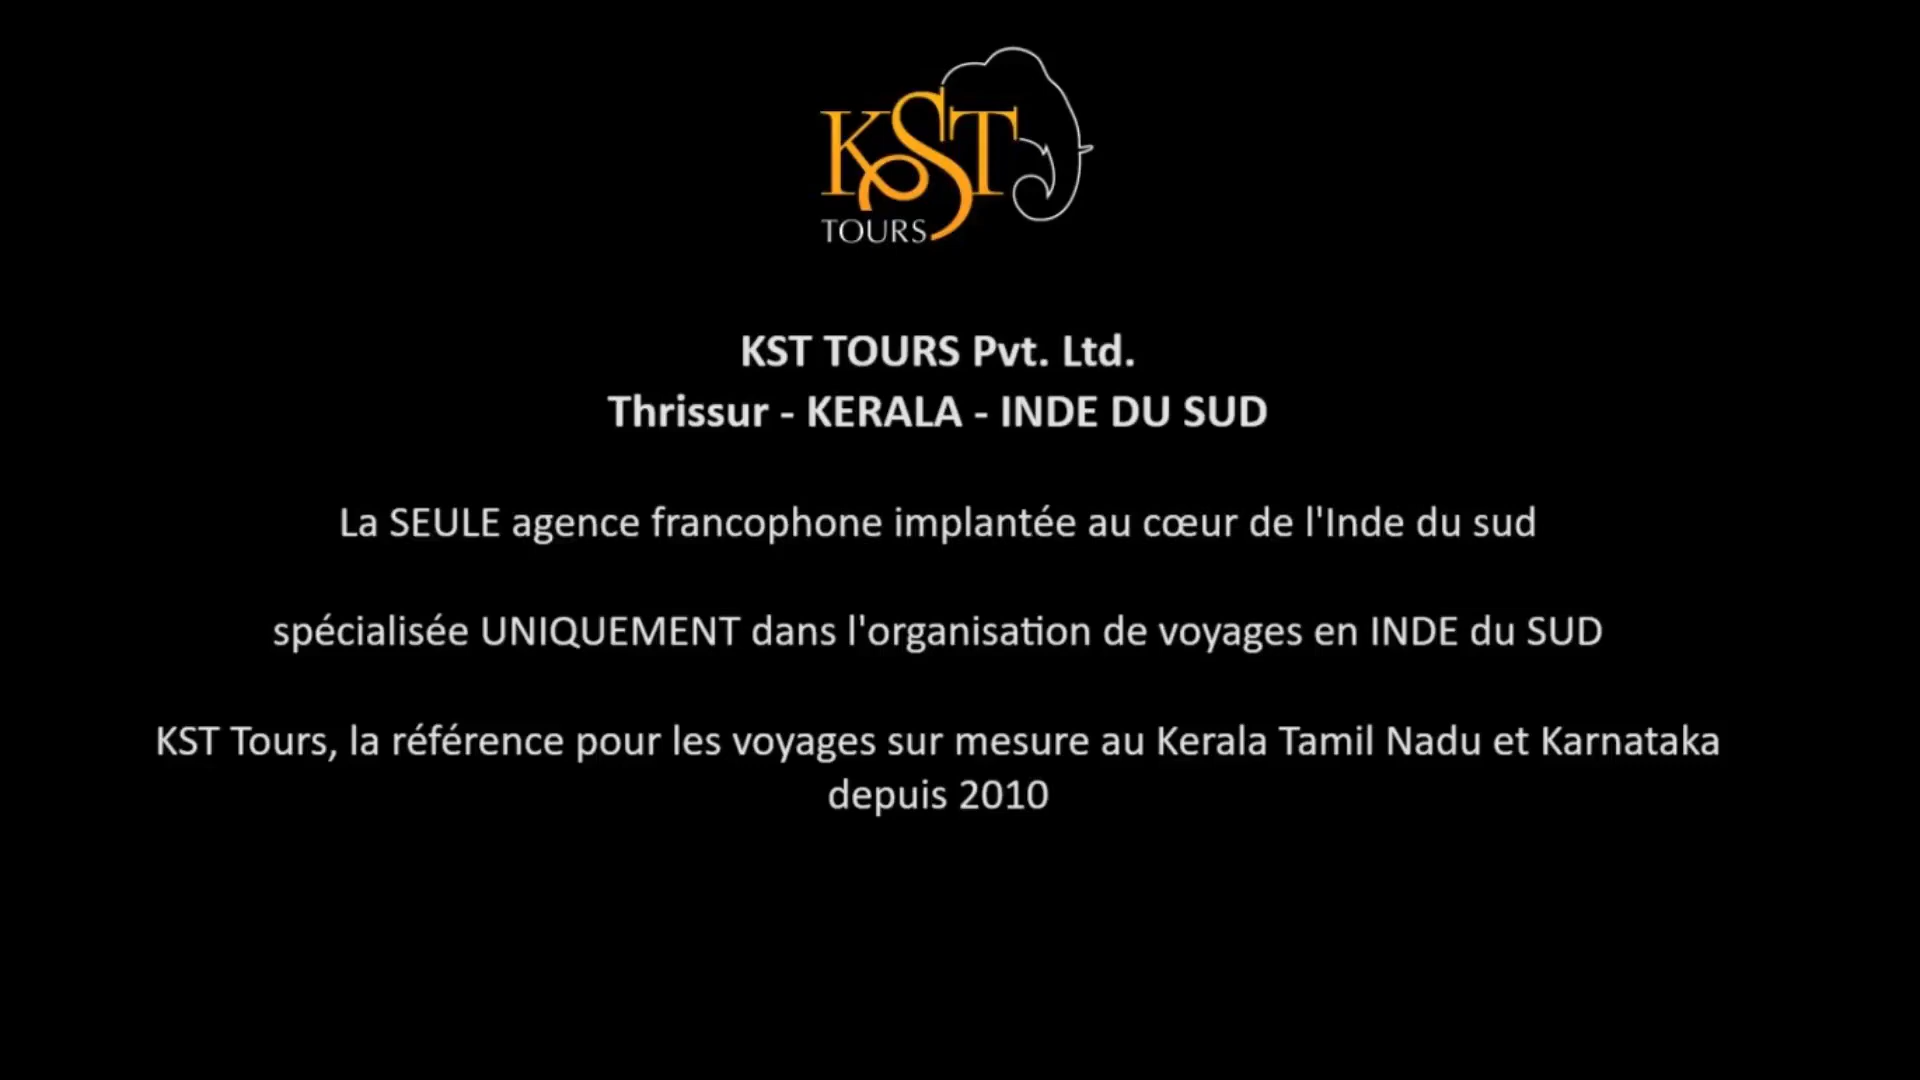 KST
TOURS
KST TOURS Pvt. Ltd.
Thrissur - KERALA - INDE DU SUD
La SEULE agence francophone implantée au cœur de l'Inde du sud
spécialisée UNIQUEMENT dans l'organisation de voyages en INDE du SUD
KST Tours, la référence pour les voyages sur mesure au Kerala Tamil Nadu et Karnataka
depuis 2010